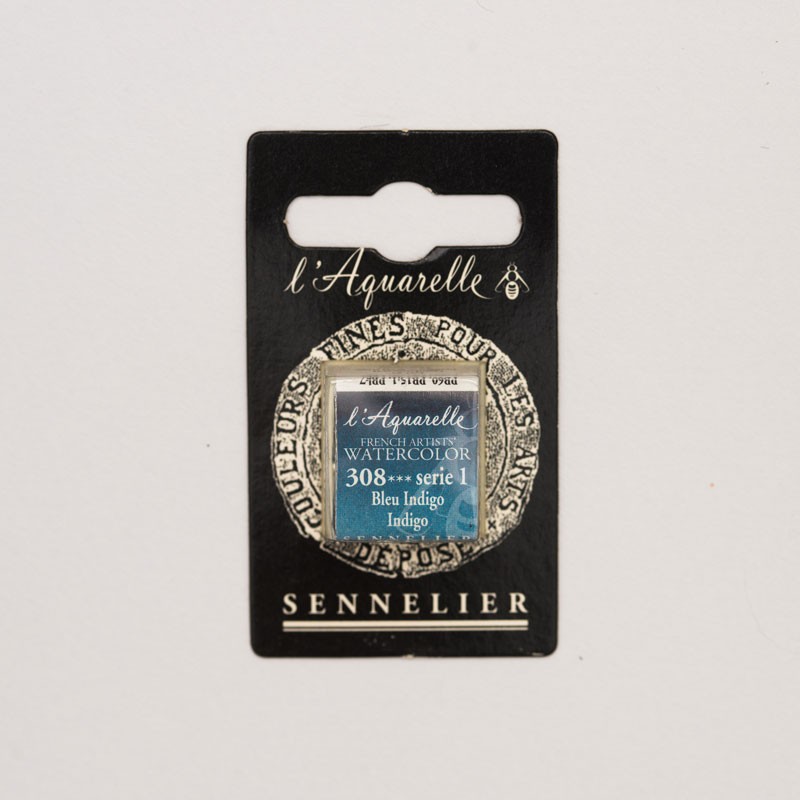 l'Aquarelle
COULEURS FINES POUR LES ARTS
DÉPOSÉ
PB60, PB15:1, PBk7
l'Aquarelle
FRENCH ARTISTS'
WATERCOLOR
308*** serie 1
Bleu Indigo
Indigo
SENNELIER
SENNELIER